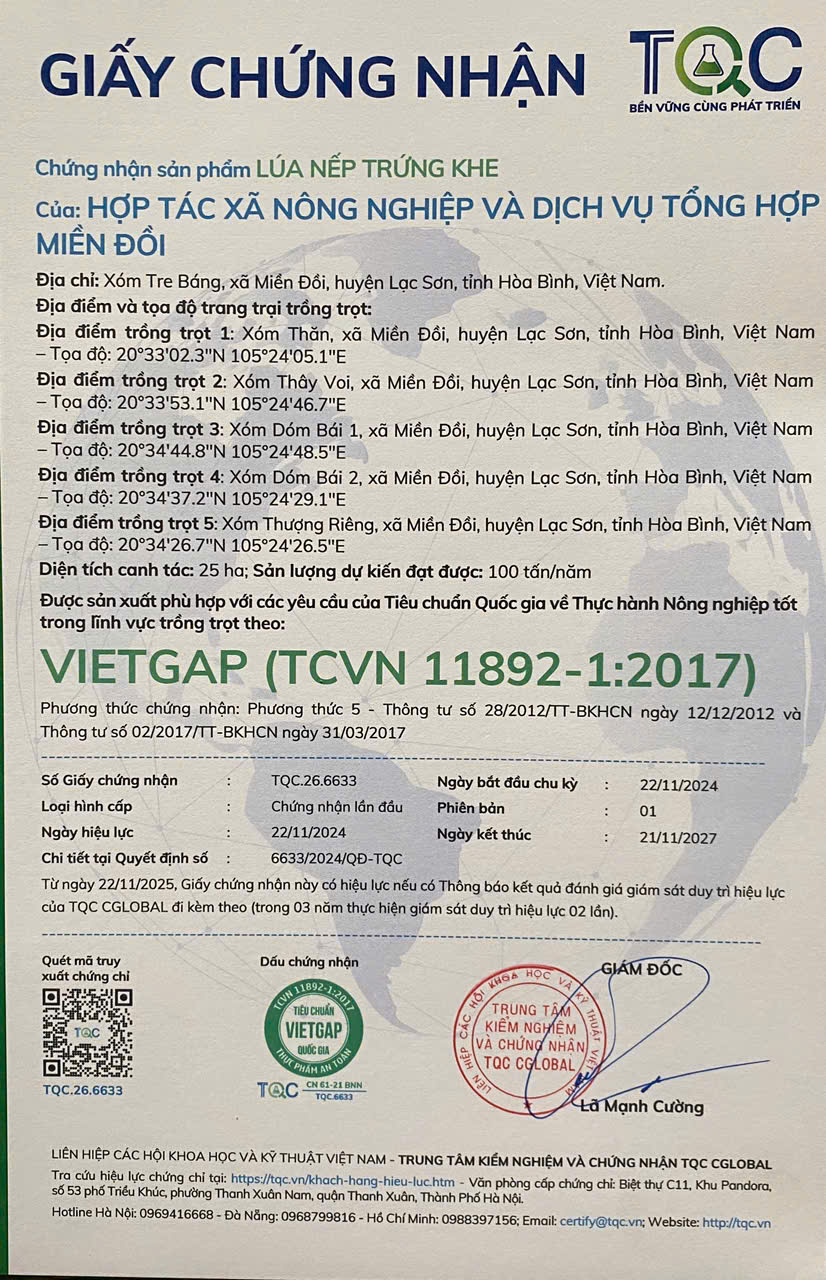 GIẤY CHỨNG NHẬN
TQC
BỀN VỮNG CÙNG PHÁT TRIỂN
Chứng nhận sản phẩm LÚA NẾP TRỨNG KHE
Của: HỢP TÁC XÃ NÔNG NGHIỆP VÀ DỊCH VỤ TỔNG HỢP
MIỀN ĐỒI
Địa chỉ: Xóm Tre Báng, xã Miền Đồi, huyện Lạc Sơn, tỉnh Hòa Bình, Việt Nam.
Địa điểm và tọa độ trang trại trồng trọt:
Địa điểm trồng trọt 1: Xóm Thăn, xã Miền Đồi, huyện Lạc Sơn, tỉnh Hòa Bình, Việt Nam
– Tọa độ: 20°33'02.3"N 105°24'05.1"E
Địa điểm trồng trọt 2: Xóm Thây Voi, xã Miền Đồi, huyện Lạc Sơn, tỉnh Hòa Bình, Việt Nam
– Tọa độ: 20°33'53.1"N 105°24'46.7"E
Địa điểm trồng trọt 3: Xóm Dóm Bái 1, xã Miền Đồi, huyện Lạc Sơn, tỉnh Hòa Bình, Việt Nam
– Tọa độ: 20°34'44.8"N 105°24'48.5"E
Địa điểm trồng trọt 4: Xóm Dóm Bái 2, xã Miền Đồi, huyện Lạc Sơn, tỉnh Hòa Bình, Việt Nam
– Tọa độ: 20°34'37.2"N 105°24'29.1"E
Địa điểm trồng trọt 5: Xóm Thượng Riêng, xã Miền Đồi, huyện Lạc Sơn, tỉnh Hòa Bình, Việt Nam
– Tọa độ: 20°34'26.7"N 105°24'26.5"E
Diện tích canh tác: 25 ha; Sản lượng dự kiến đạt được: 100 tấn/năm
Được sản xuất phù hợp với các yêu cầu của Tiêu chuẩn Quốc gia về Thực hành Nông nghiệp tốt
trong lĩnh vực trồng trọt theo:
VIETGAP (TCVN 11892-1:2017)
Phương thức chứng nhận: Phương thức 5 - Thông tư số 28/2012/TT-BKHCN ngày 12/12/2012 và
Thông tư số 02/2017/TT-BKHCN ngày 31/03/2017
Số Giấy chứng nhận : TQC.26.6633 Ngày bắt đầu chu kỳ : 22/11/2024
Loại hình cấp : Chứng nhận lần đầu Phiên bản : 01
Ngày hiệu lực : 22/11/2024 Ngày kết thúc : 21/11/2027
Chi tiết tại Quyết định số : 6633/2024/QĐ-TQC
Từ ngày 22/11/2025, Giấy chứng nhận này có hiệu lực nếu có Thông báo kết quả đánh giá giám sát duy trì hiệu lực
của TQC CGLOBAL đi kèm theo (trong 03 năm thực hiện giám sát duy trì hiệu lực 02 lần).
Quét mã truy
xuất chứng chỉ
TQC
TQC.26.6633
Dấu chứng nhận
TCVN 11892-1:2017
TIÊU CHUẨN
VIETGAP
QUỐC GIA
THỰC PHẨM AN TOÀN
TQC CN 61-21 BNN
TQC.6633
GIÁM ĐỐC
LIÊN HIỆP CÁC HỘI KHOA HỌC VÀ KỸ THUẬT VIỆT NAM
TRUNG TÂM
KIỂM NGHIỆM
VÀ CHỨNG NHẬN
TQC CGLOBAL
Lã Mạnh Cường
LIÊN HIỆP CÁC HỘI KHOA HỌC VÀ KỸ THUẬT VIỆT NAM - TRUNG TÂM KIỂM NGHIỆM VÀ CHỨNG NHẬN TQC CGLOBAL
Tra cứu hiệu lực chứng chỉ tại: https://tqc.vn/khach-hang-hieu-luc.htm - Văn phòng cấp chứng chỉ: Biệt thự C11, Khu Pandora,
số 53 phố Triều Khúc, phường Thanh Xuân Nam, quận Thanh Xuân, Thành Phố Hà Nội.
Hotline Hà Nội: 0969416668 - Đà Nẵng: 0968799816 - Hồ Chí Minh: 0988397156; Email: certify@tqc.vn; Website: http://tqc.vn